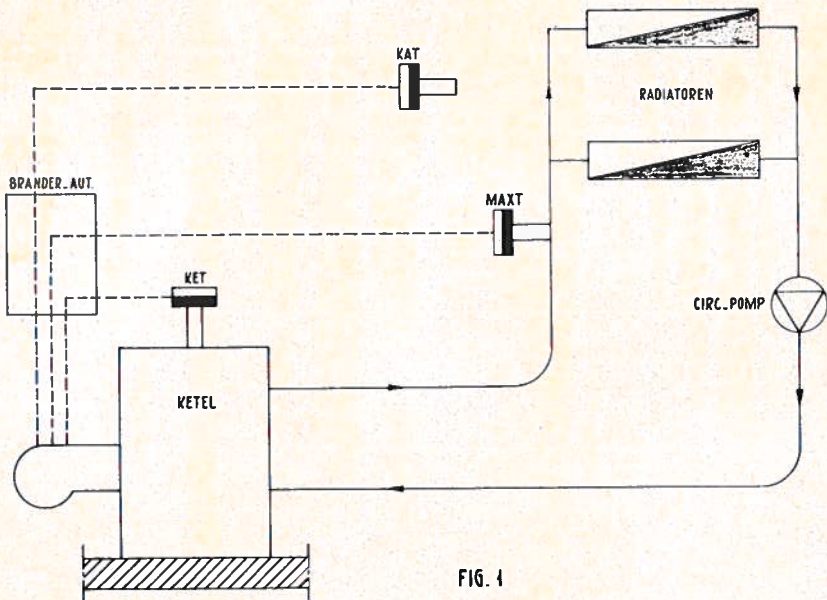 KAT
RADIATOREN
BRANDER_AUT.
MAXT
KET
CIRC_POMP
KETEL
FIG. 1